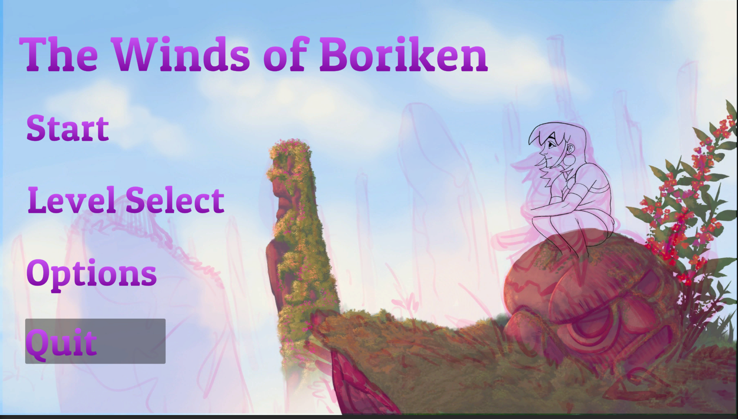 The Winds of Boriken
Start
Level Select
Options
Quit